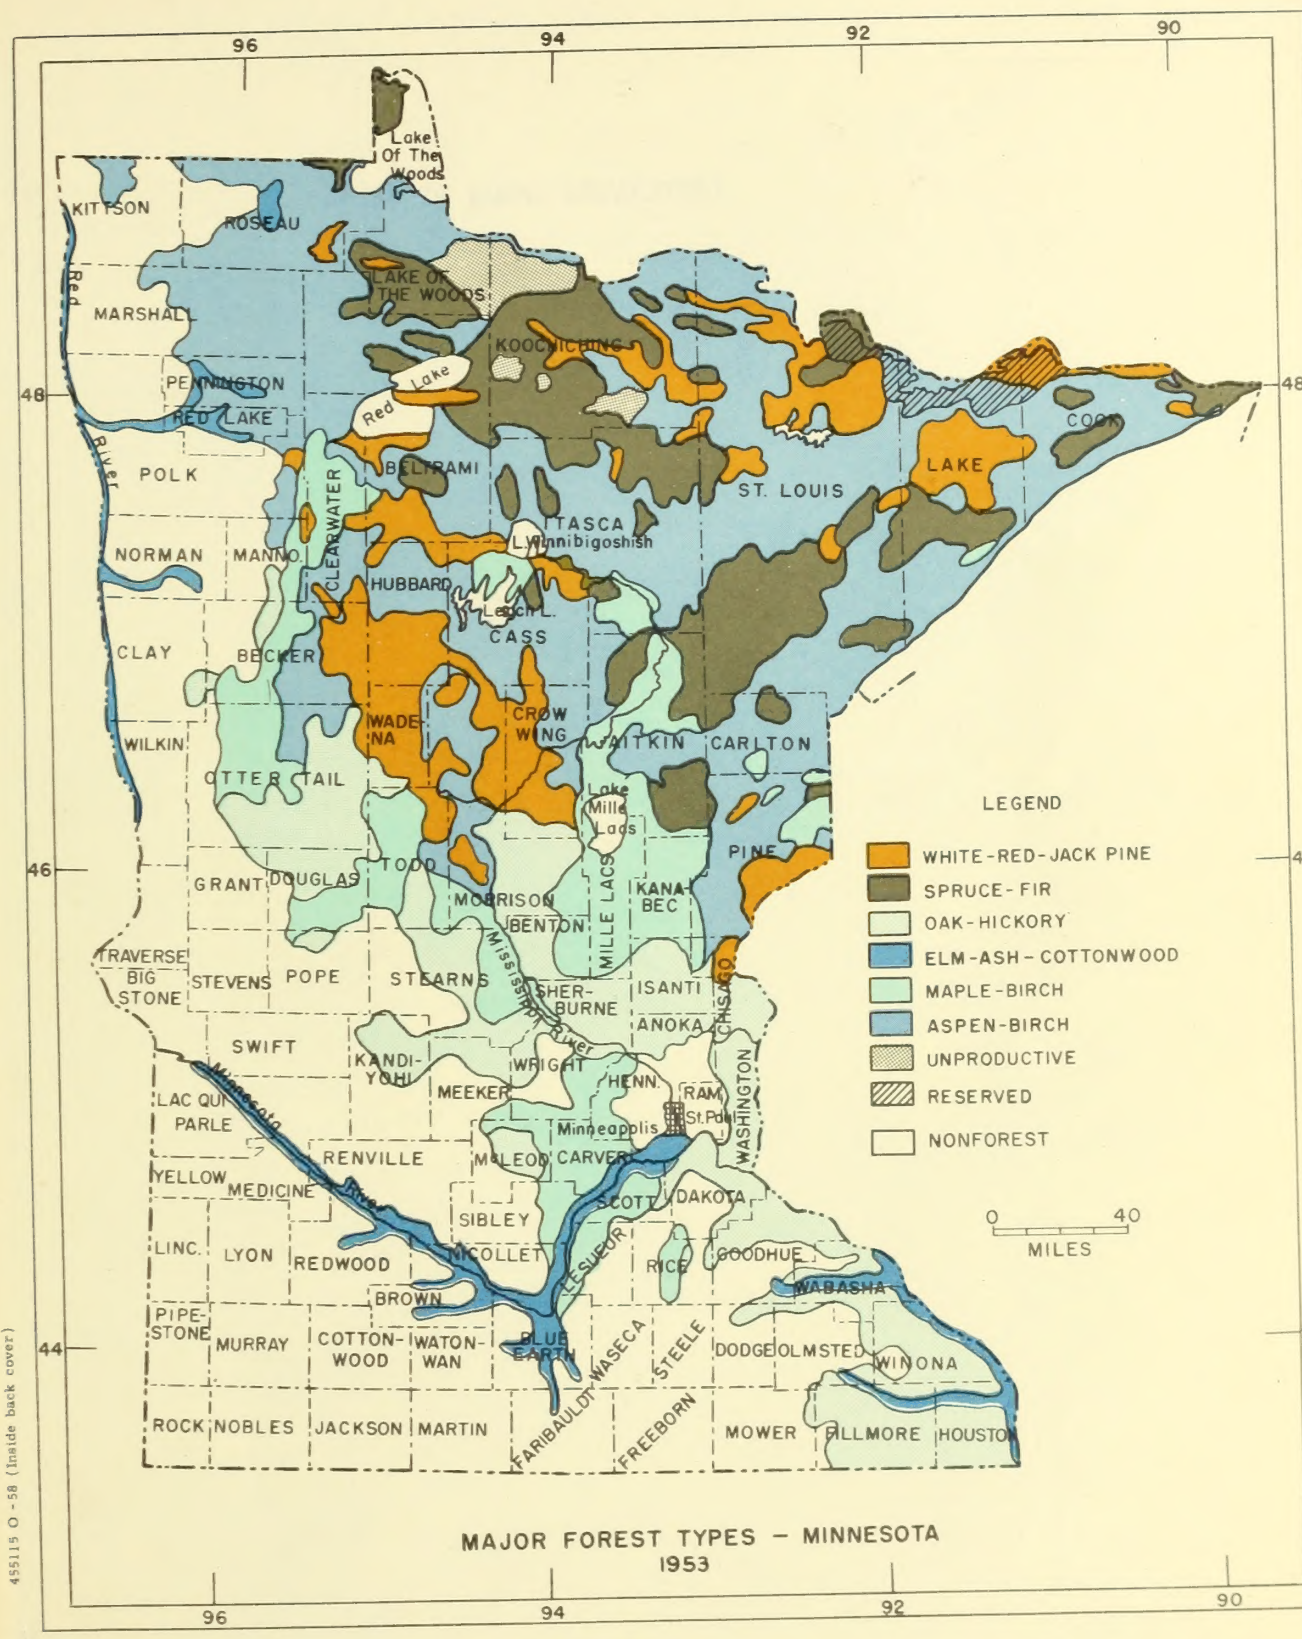 96
94
92
90
Lake
Of The
Woods
KITTSON
ROSEAU
Red
LAKE OF
THE WOODS
MARSHALL
KOOCHICHING
PENNINGTON
Lake
Red
48
48
RED LAKE
COOK
River
POLK
BELTRAMI
LAKE
CLEARWATER
ST. LOUIS
ITASCA
NORMAN
MAHNO.
L.Winnibigoshish
HUBBARD
Leech L.
CASS
CLAY
BECKER
WADE-
NA
CROW
WING
WILKIN
AITKIN
CARLTON
OTTER TAIL
Lake
Mille
Lacs
LEGEND
PINE
WHITE-RED-JACK PINE
46
4
TODD
GRANT
DOUGLAS
SPRUCE-FIR
MORRISON
MILLE LACS
KANA-
BEC
BENTON
OAK-HICKORY
TRAVERSE
ELM-ASH-COTTONWOOD
BIG
STONE
STEVENS
POPE
STEARNS
Mississippi River
SHER-
BURNE
ISANTI
CHISAGO
MAPLE-BIRCH
ANOKA
ASPEN-BIRCH
SWIFT
KANDI-
YOHI
WRIGHT
UNPRODUCTIVE
MEEKER
HENN.
RAM.
WASHINGTON
RESERVED
LAC QUI
PARLE
Minnesota
Minneapolis
St. Paul
NONFOREST
RENVILLE
McLEOD
CARVER
YELLOW
MEDICINE
River
SCOTT
DAKOTA
SIBLEY
0 40
MILES
LINC.
LYON
REDWOOD
NICOLLET
LESUEUR
RICE
GOODHUE
WABASHA
BROWN
PIPE-
STONE
MURRAY
COTTON-
WOOD
WATON-
WAN
BLUE
EARTH
WASECA
STEELE
DODGE
OLMSTED
WINONA
44
ROCK
NOBLES
JACKSON
MARTIN
FARIBAULDT
FREEBORN
MOWER
FILLMORE
HOUSTON
MAJOR FOREST TYPES - MINNESOTA
1953
96
94
92
90
455115 O - 58 (Inside back cover)